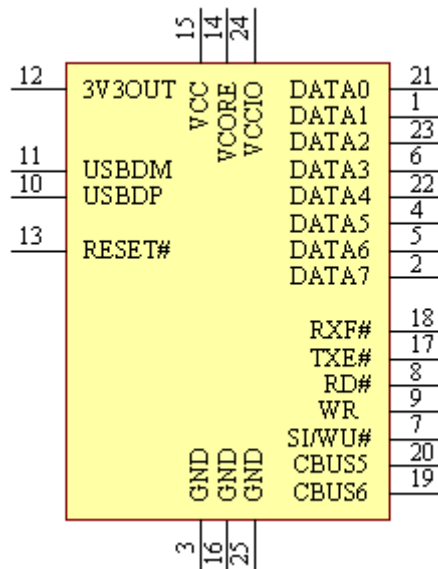 15 14 24
VCC VCORE VCCIO
12 3V3OUT DATA0 21
DATA1 1
DATA2 23
11 USBDM DATA3 6
10 USBDP DATA4 22
DATA5 4
13 RESET# DATA6 5
DATA7 2
RXF# 18
TXE# 17
RD# 8
WR 9
SI/WU# 7
CBUS5 20
CBUS6 19
GND GND GND
3 16 25